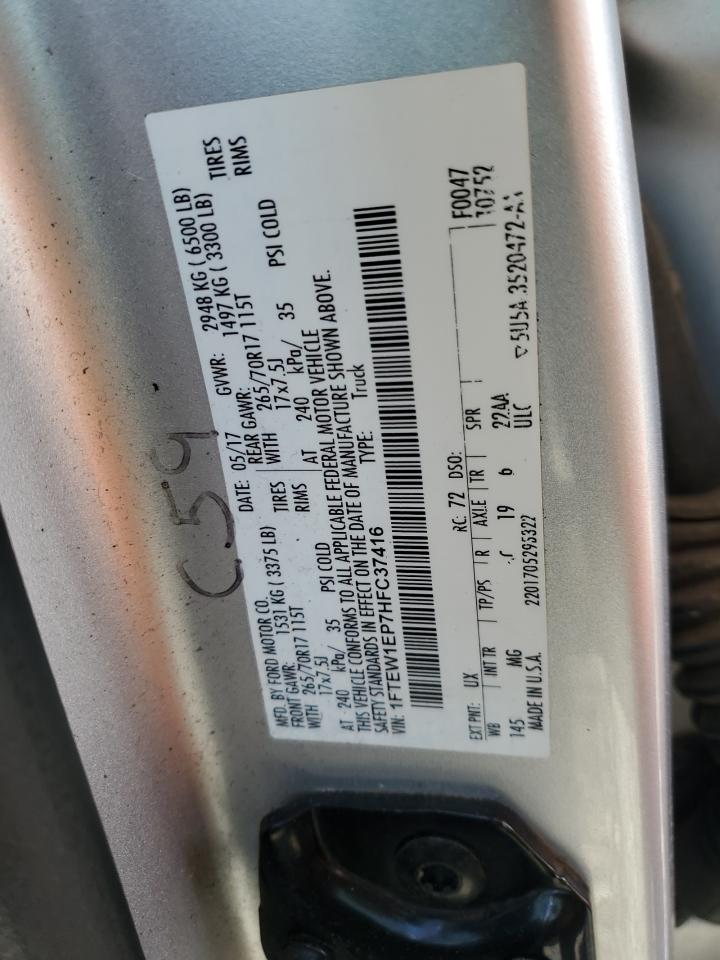 C59
MFD. BY FORD MOTOR CO.
DATE: 05/17 GVWR: 2948 KG ( 6500 LB)
FRONT GAWR: 1531 KG ( 3375 LB) REAR GAWR: 1497 KG ( 3300 LB)
WITH 265/70R17 115T TIRES WITH 265/70R17 115T TIRES
17x7.5J RIMS 17x7.5J RIMS
AT 240 kPa/ 35 PSI COLD AT 240 kPa/ 35 PSI COLD
THIS VEHICLE CONFORMS TO ALL APPLICABLE FEDERAL MOTOR VEHICLE
SAFETY STANDARDS IN EFFECT ON THE DATE OF MANUFACTURE SHOWN ABOVE.
VIN: 1FTEW1EP7HFC37416 TYPE: Truck
F0047
EXT PNT: UX RC: 72 DSO: 10752
WB INT TR TP/PS R AXLE TR SPR
145 MG 19 6 22AA
MADE IN U.S.A. ULC